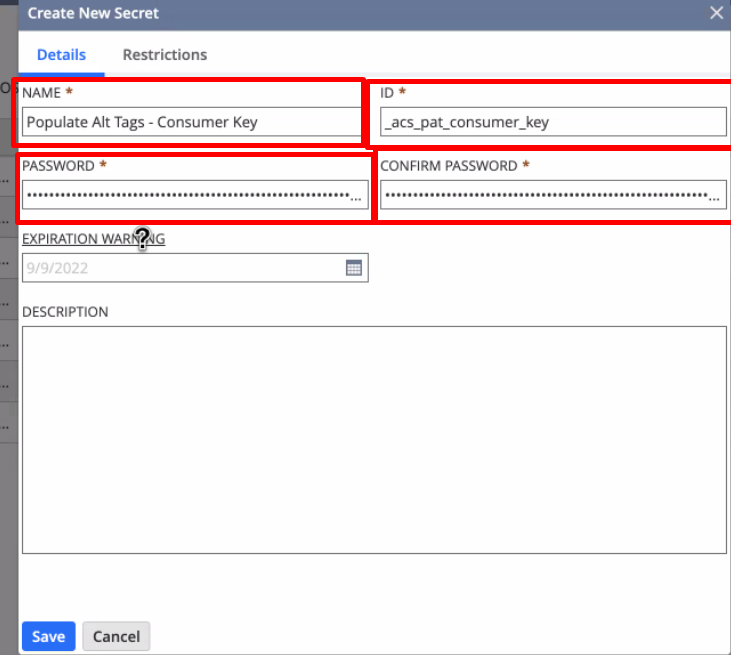 Create New Secret
Details Restrictions
NAME * ID *
Populate Alt Tags - Consumer Key _acs_pat_consumer_key
PASSWORD * CONFIRM PASSWORD *
EXPIRATION WARNING
9/9/2022
DESCRIPTION
Save Cancel